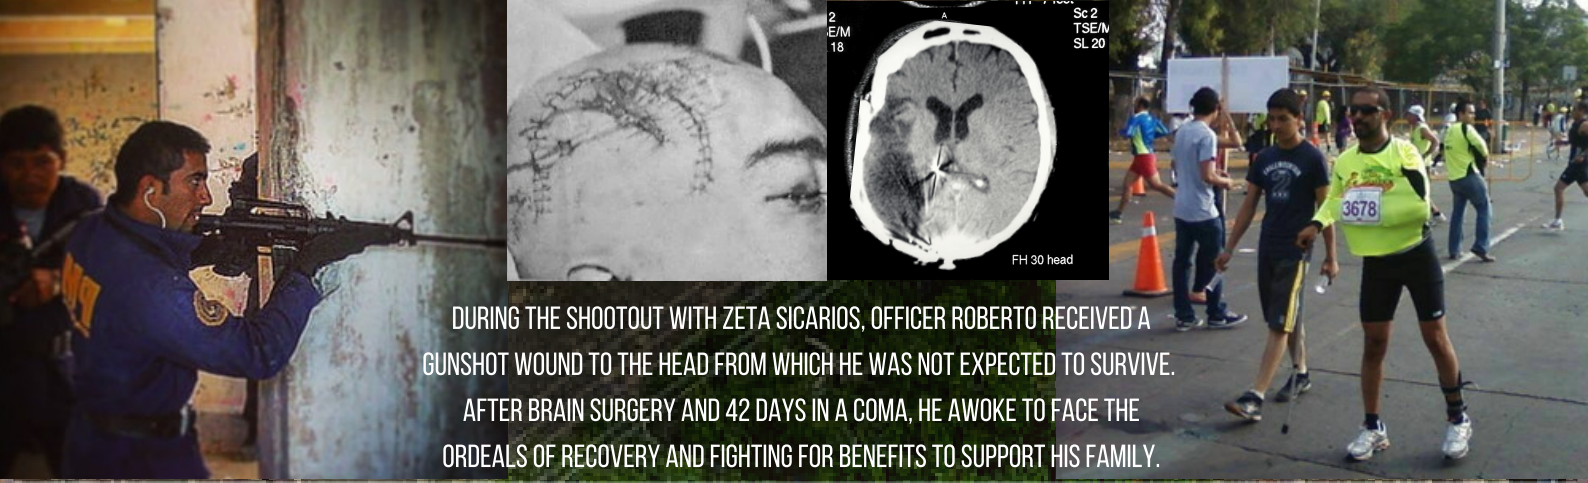 2
E/M
18
A
Sc 2
TSE/M
SL 20
FH 30 head
3678
DURING THE SHOOTOUT WITH ZETA SICARIOS, OFFICER ROBERTO RECEIVED A
GUNSHOT WOUND TO THE HEAD FROM WHICH HE WAS NOT EXPECTED TO SURVIVE.
AFTER BRAIN SURGERY AND 42 DAYS IN A COMA, HE AWOKE TO FACE THE
ORDEALS OF RECOVERY AND FIGHTING FOR BENEFITS TO SUPPORT HIS FAMILY.